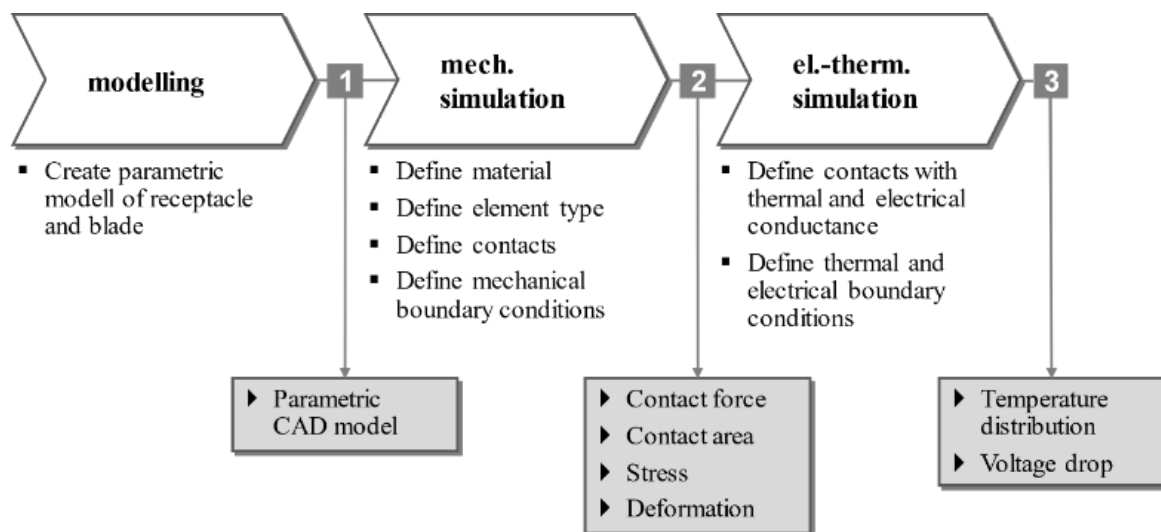 modelling
1
mech.
simulation
2
el.-therm.
simulation
3
▪ Create parametric
modell of receptacle
and blade
▪ Define material
▪ Define element type
▪ Define contacts
▪ Define mechanical
boundary conditions
▪ Define contacts with
thermal and electrical
conductance
▪ Define thermal and
electrical boundary
conditions
Parametric
CAD model
Contact force
Contact area
Stress
Deformation
Temperature
distribution
Voltage drop